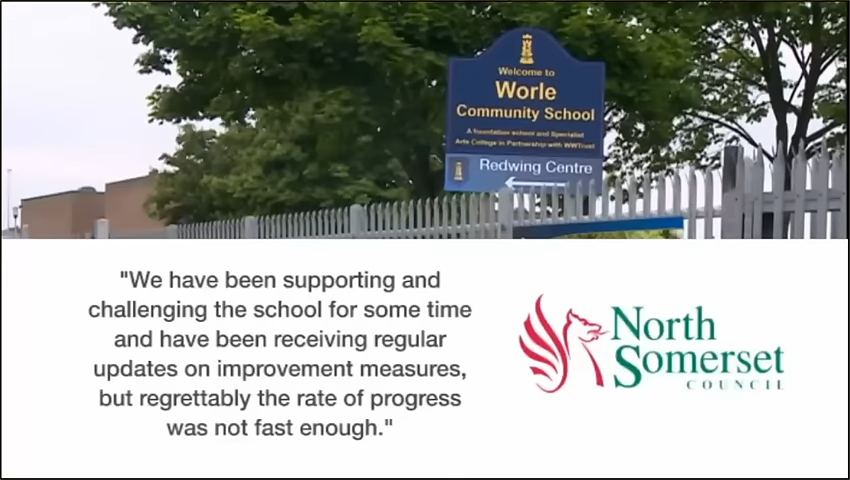 Welcome to
Worle
Community School
A foundation school and Specialist
Arts College in Partnership with WWTrust
Redwing Centre
"We have been supporting and
challenging the school for some time
and have been receiving regular
updates on improvement measures,
but regrettably the rate of progress
was not fast enough."
North
Somerset
COUNCIL